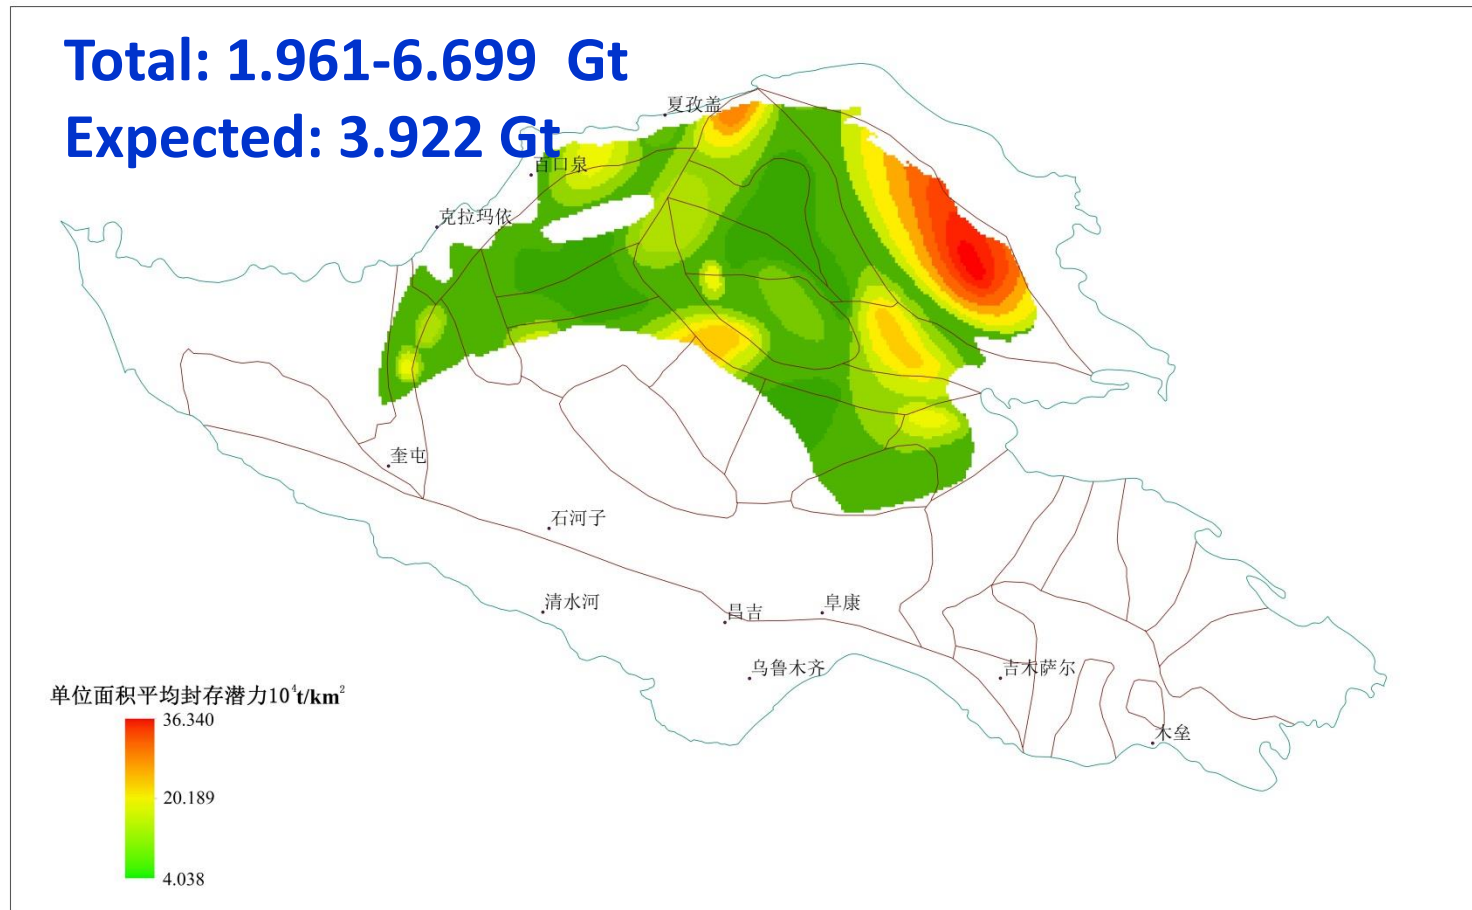 Total: 1.961-6.699 Gt
Expected: 3.922 Gt
夏孜盖
百口泉
克拉玛依
奎屯
石河子
清水河
昌吉
阜康
乌鲁木齐
吉木萨尔
木垒
单位面积平均封存潜力10⁴t/km²
36.340
20.189
4.038